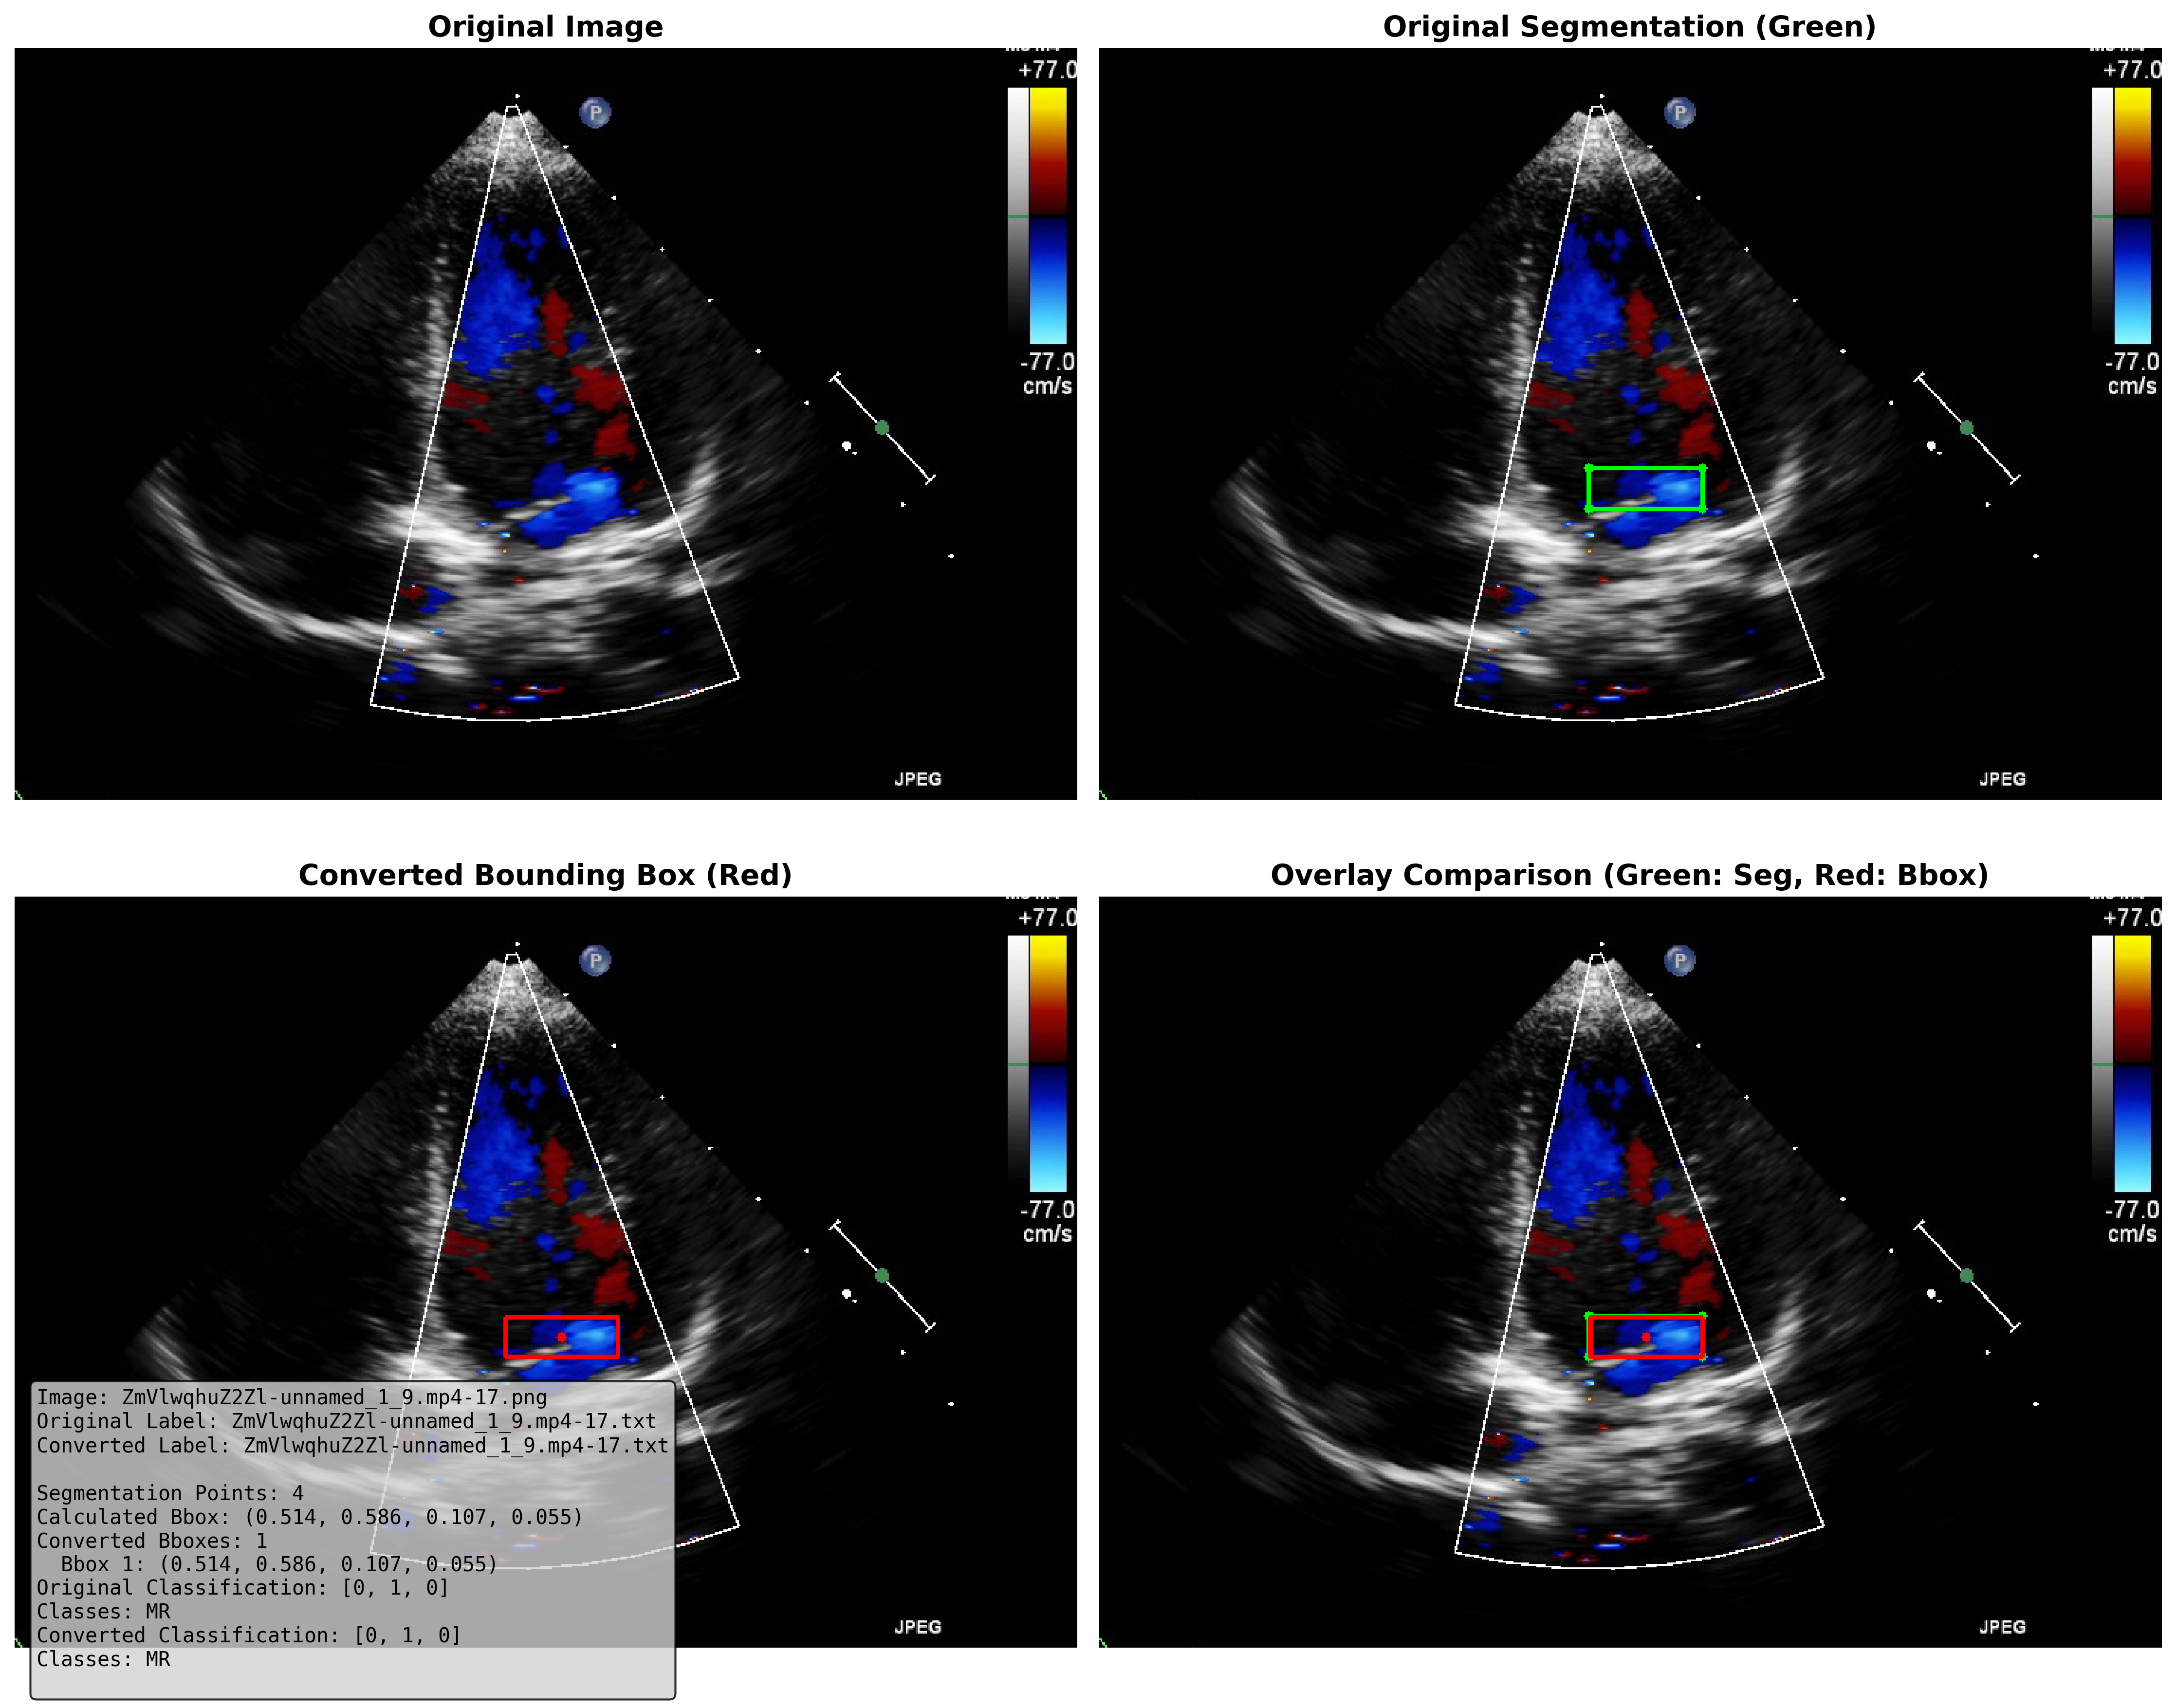 Original Image
+77.0
P
-77.0
cm/s
JPEG
Original Segmentation (Green)
+77.0
P
-77.0
cm/s
JPEG
Converted Bounding Box (Red)
+77.0
P
-77.0
cm/s
Image: ZmVlwqhuZ2Zl-unnamed_1_9.mp4-17.png
Original Label: ZmVlwqhuZ2Zl-unnamed_1_9.mp4-17.txt
Converted Label: ZmVlwqhuZ2Zl-unnamed_1_9.mp4-17.txt
Segmentation Points: 4
Calculated Bbox: (0.514, 0.586, 0.107, 0.055)
Converted Bboxes: 1
Bbox 1: (0.514, 0.586, 0.107, 0.055)
Original Classification: [0, 1, 0]
Classes: MR
Converted Classification: [0, 1, 0]
Classes: MR
JPEG
Overlay Comparison (Green: Seg, Red: Bbox)
+77.0
P
-77.0
cm/s
JPEG